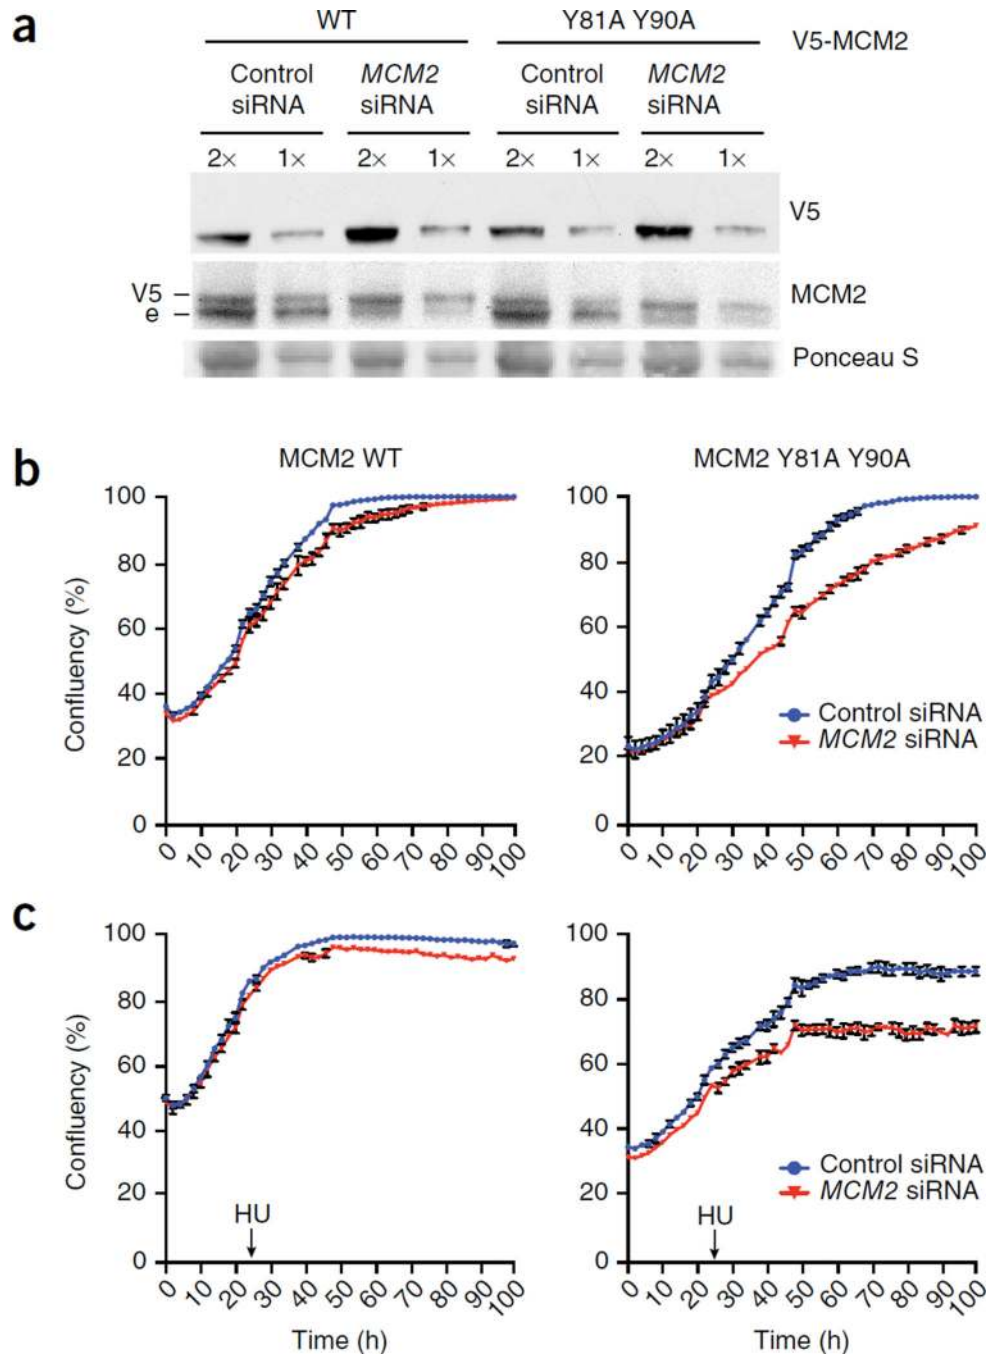 a
WT
Y81A Y90A
V5-MCM2
Control siRNA
MCM2 siRNA
Control siRNA
MCM2 siRNA
2× 1× 2× 1× 2× 1× 2× 1×
V5
V5
e
MCM2
Ponceau S
b
MCM2 WT
MCM2 Y81A Y90A
Confluency (%)
100
80
60
40
20
0
0 10 20 30 40 50 60 70 80 90 100
100
80
60
40
20
0
Control siRNA
MCM2 siRNA
0 10 20 30 40 50 60 70 80 90 100
c
Confluency (%)
100
80
60
40
20
0
HU
0 10 20 30 40 50 60 70 80 90 100
Time (h)
100
80
60
40
20
0
Control siRNA
MCM2 siRNA
HU
0 10 20 30 40 50 60 70 80 90 100
Time (h)